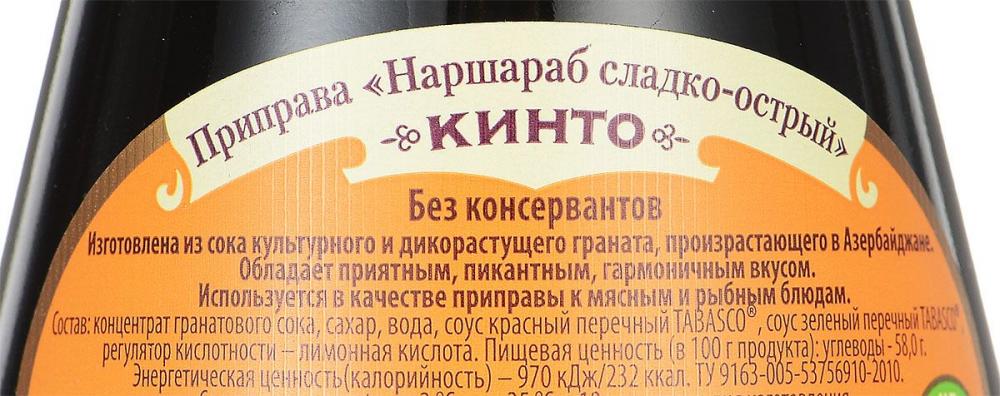 Приправа «Наршараб сладко-острый»
КИНТО
Без консервантов
Изготовлена из сока культурного и дикорастущего граната, произрастающего в Азербайджане.
Обладает приятным, пикантным, гармоничным вкусом.
Используется в качестве приправы к мясным и рыбным блюдам.
Состав: концентрат гранатового сока, сахар, вода, соус красный перечный TABASCO®, соус зеленый перечный TABASCO®
регулятор кислотности – лимонная кислота. Пищевая ценность (в 100 г продукта): углеводы - 58,0 г.
Энергетическая ценность(калорийность) – 970 кДж/232 ккал. ТУ 9163-005-53756910-2010.